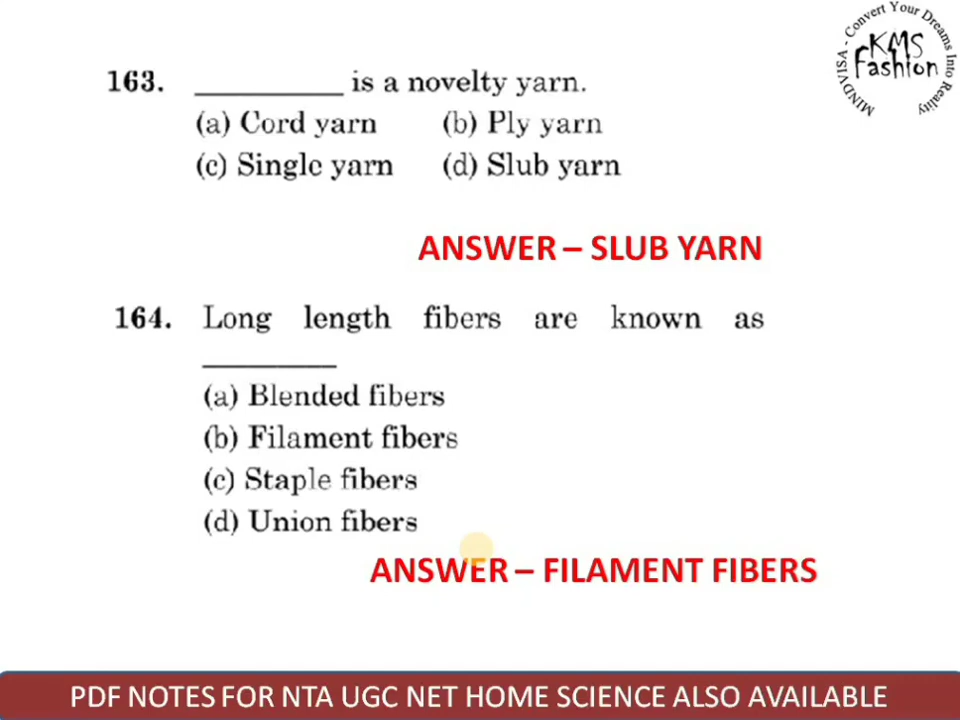 MINDVISA - Convert Your Dreams Into Reality
KMS
Fashion
163. __________ is a novelty yarn.
(a) Cord yarn (b) Ply yarn
(c) Single yarn (d) Slub yarn
ANSWER – SLUB YARN
164. Long length fibers are known as
_________
(a) Blended fibers
(b) Filament fibers
(c) Staple fibers
(d) Union fibers
ANSWER – FILAMENT FIBERS
PDF NOTES FOR NTA UGC NET HOME SCIENCE ALSO AVAILABLE